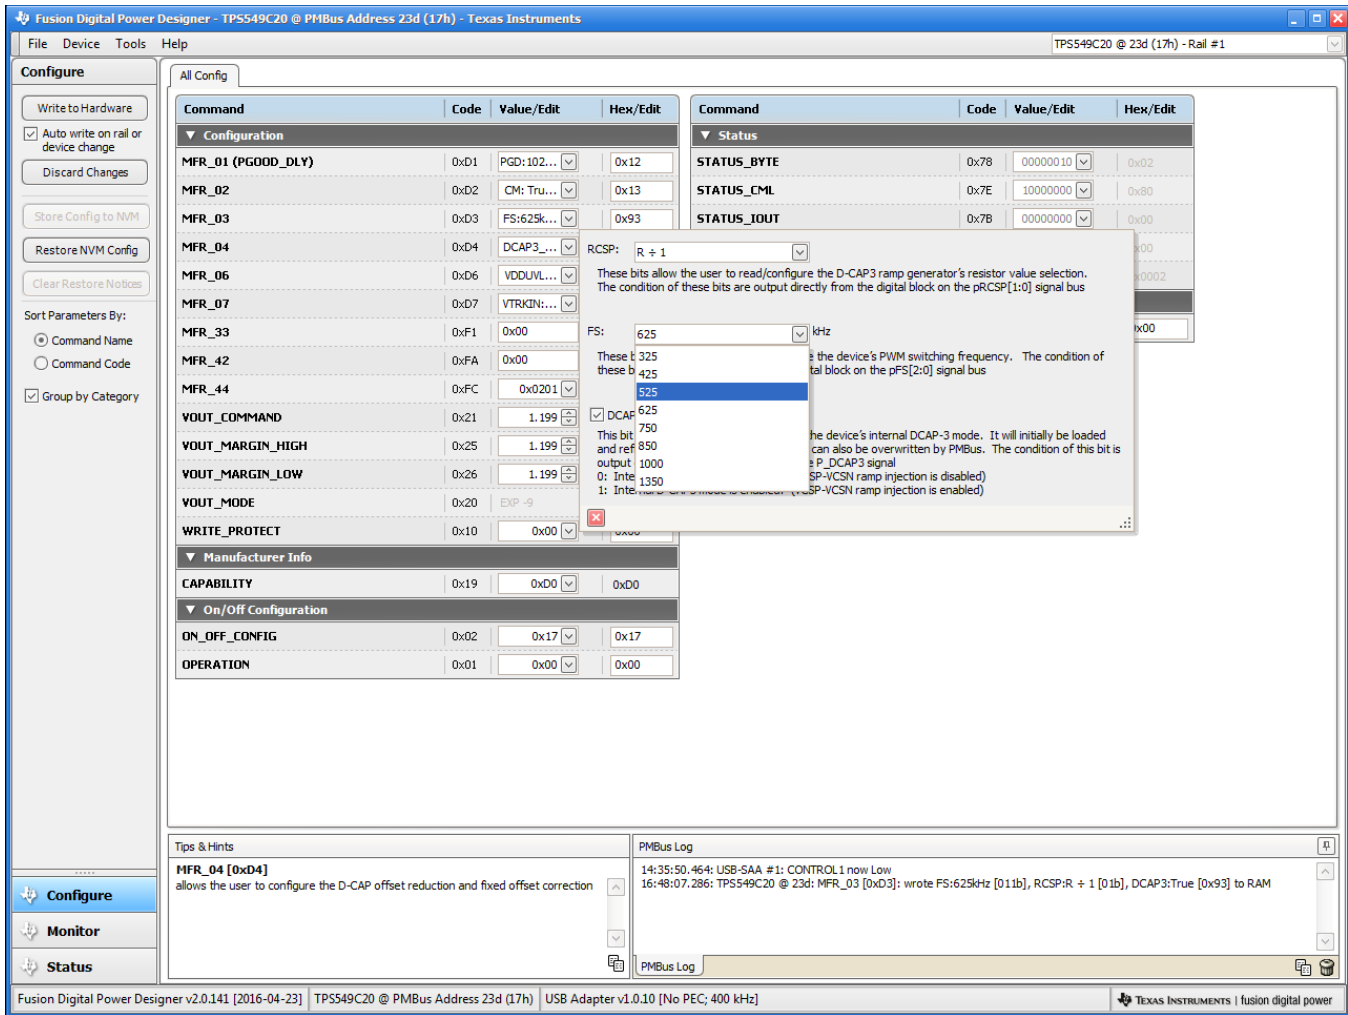 Fusion Digital Power Designer - TPS549C20 @ PMBus Address 23d (17h) - Texas Instruments
File Device Tools Help
TPS549C20 @ 23d (17h) - Rail #1
Configure
Write to Hardware
Auto write on rail or
device change
Discard Changes
Store Config to NVM
Restore NVM Config
Clear Restore Notices
Sort Parameters By:
Command Name
Command Code
Group by Category
All Config
Command Code Value/Edit Hex/Edit
Configuration
MFR_01 (PGOOD_DLY) 0xD1 PGD:102... 0x12
MFR_02 0xD2 CM: Tru... 0x13
MFR_03 0xD3 FS:625k... 0x93
MFR_04 0xD4 DCAP3_...
MFR_06 0xD6 VDDUVL...
MFR_07 0xD7 VTRKIN:...
MFR_33 0xF1 0x00
MFR_42 0xFA 0x00
MFR_44 0xFC 0x0201
VOUT_COMMAND 0x21 1.199
VOUT_MARGIN_HIGH 0x25 1.199
VOUT_MARGIN_LOW 0x26 1.199
VOUT_MODE 0x20 EXP -9
WRITE_PROTECT 0x10 0x00
Manufacturer Info
CAPABILITY 0x19 0xD0 0xD0
On/Off Configuration
ON_OFF_CONFIG 0x02 0x17 0x17
OPERATION 0x01 0x00 0x00
Command Code Value/Edit Hex/Edit
Status
STATUS_BYTE 0x78 00000010 0x02
STATUS_CML 0x7E 10000000 0x80
STATUS_IOUT 0x7B 00000000 0x00
x00
x0002
x00
RCSP: R ÷ 1
These bits allow the user to read/configure the D-CAP3 ramp generator's resistor value selection.
The condition of these bits are output directly from the digital block on the pRCSP[1:0] signal bus
FS: 625 kHz
These the device's PWM switching frequency. The condition of
these tal block on the pFS[2:0] signal bus
325
425
525
625
750
850
1000
1350
DCAP
This bit he device's internal DCAP-3 mode. It will initially be loaded
and ref can also be overwritten by PMBus. The condition of this bit is
output P_DCAP3 signal
0: Inte SP-VCSN ramp injection is disabled)
1: (VCSP-VCSN ramp injection is enabled)
Tips & Hints
MFR_04 [0xD4]
allows the user to configure the D-CAP offset reduction and fixed offset correction
PMBus Log
14:35:50.464: USB-SAA #1: CONTROL1 now Low
16:48:07.286: TPS549C20 @ 23d: MFR_03 [0xD3]: wrote FS:625kHz [011b], RCSP:R ÷ 1 [01b], DCAP3:True [0x93] to RAM
PMBus Log
Configure
Monitor
Status
Fusion Digital Power Designer v2.0.141 [2016-04-23] TPS549C20 @ PMBus Address 23d (17h) USB Adapter v1.0.10 [No PEC; 400 kHz]
TEXAS INSTRUMENTS | fusion digital power